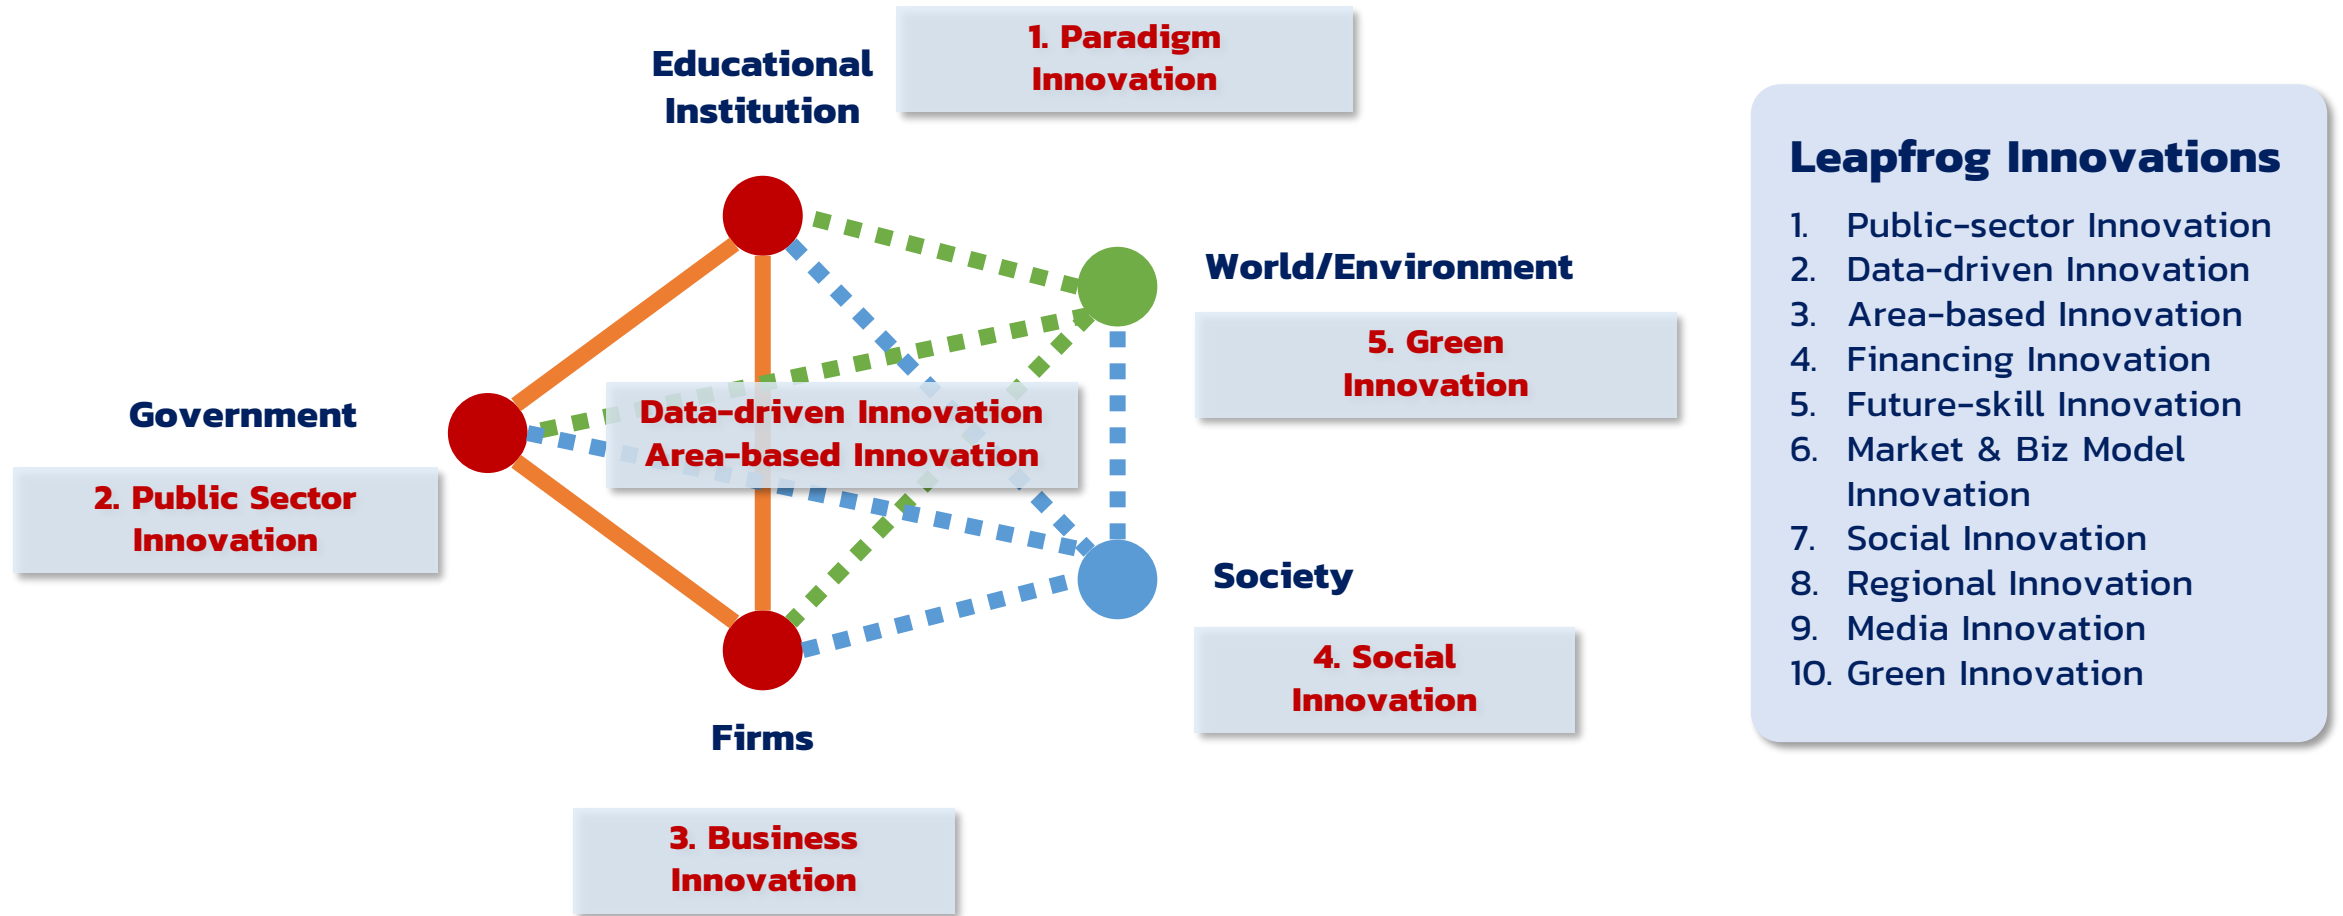 Educational
Institution
1. Paradigm
Innovation
World/Environment
5. Green
Innovation
Government
2. Public Sector
Innovation
Data-driven Innovation
Area-based Innovation
Society
4. Social
Innovation
Firms
3. Business
Innovation
Leapfrog Innovations
1. Public-sector Innovation
2. Data-driven Innovation
3. Area-based Innovation
4. Financing Innovation
5. Future-skill Innovation
6. Market & Biz Model
Innovation
7. Social Innovation
8. Regional Innovation
9. Media Innovation
10. Green Innovation